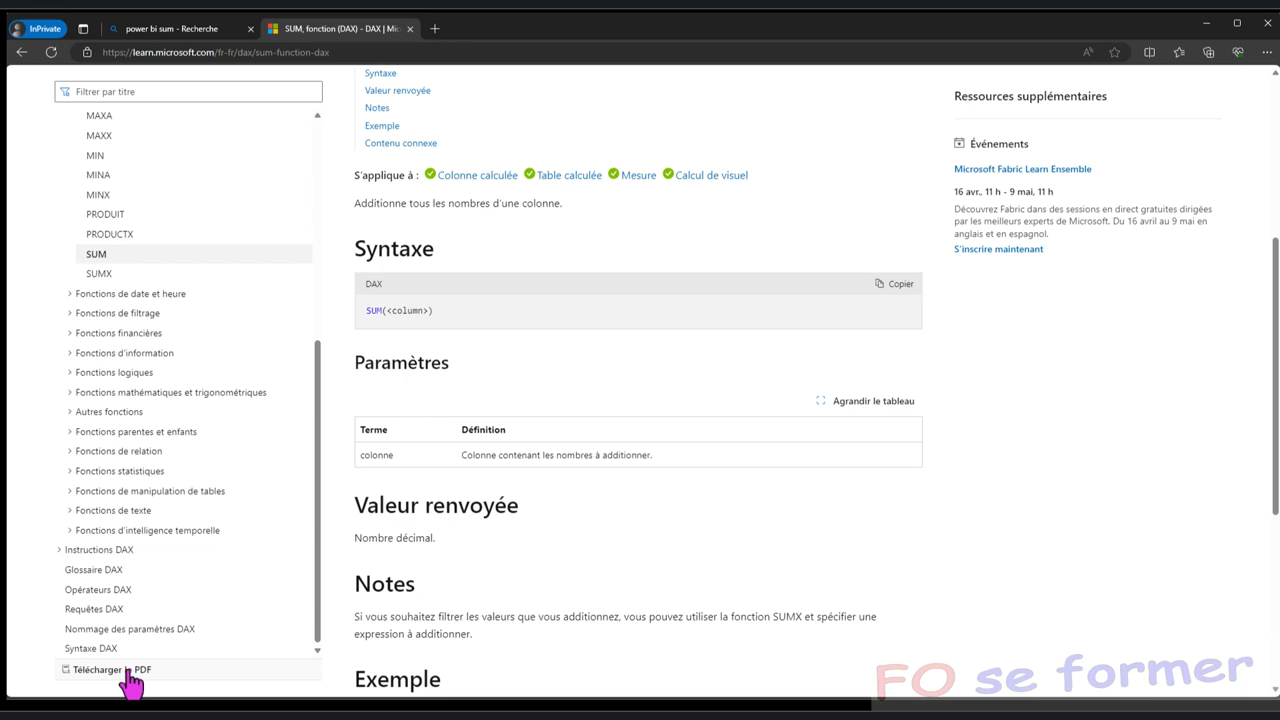 InPrivate
power bi sum - Recherche
SUM, fonction (DAX) - DAX | Mic
https://learn.microsoft.com/fr-fr/dax/sum-function-dax
Filtrer par titre
MAXA
MAXX
MIN
MINA
MINX
PRODUIT
PRODUCTX
SUM
SUMX
Fonctions de date et heure
Fonctions de filtrage
Fonctions financières
Fonctions d'information
Fonctions logiques
Fonctions mathématiques et trigonométriques
Autres fonctions
Fonctions parentes et enfants
Fonctions de relation
Fonctions statistiques
Fonctions de manipulation de tables
Fonctions de texte
Fonctions d'intelligence temporelle
Instructions DAX
Glossaire DAX
Opérateurs DAX
Requêtes DAX
Nommage des paramètres DAX
Syntaxe DAX
Télécharger le PDF
Syntaxe
Valeur renvoyée
Notes
Exemple
Contenu connexe
S'applique à : Colonne calculée Table calculée Mesure Calcul de visuel
Additionne tous les nombres d'une colonne.
Syntaxe
DAX Copier
SUM(<column>)
Paramètres
Agrandir le tableau
Terme Définition
colonne Colonne contenant les nombres à additionner.
Valeur renvoyée
Nombre décimal.
Notes
Si vous souhaitez filtrer les valeurs que vous additionnez, vous pouvez utiliser la fonction SUMX et spécifier une
expression à additionner.
Exemple
Ressources supplémentaires
Événements
Microsoft Fabric Learn Ensemble
16 avr., 11 h - 9 mai, 11 h
Découvrez Fabric dans des sessions en direct gratuites dirigées
par les meilleurs experts de Microsoft. Du 16 avril au 9 mai en
anglais et en espagnol.
S'inscrire maintenant
FO se former